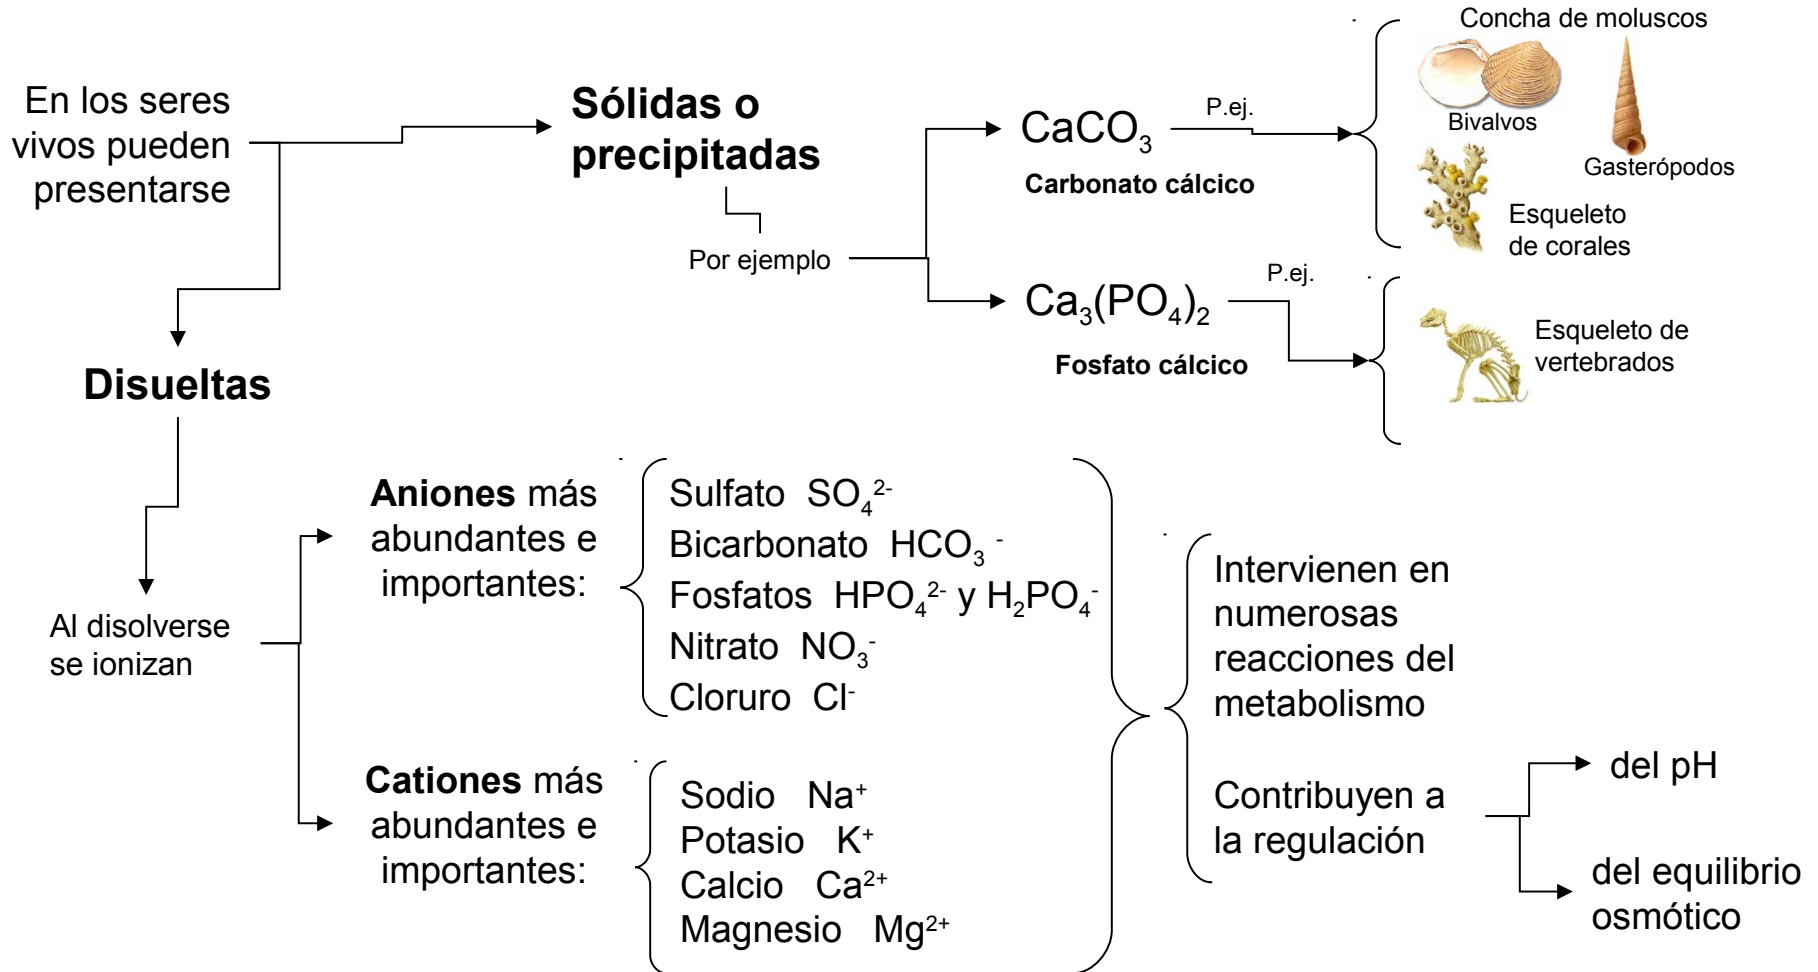 En los seres
vivos pueden
presentarse
Sólidas o
precipitadas
Por ejemplo
CaCO₃
Carbonato cálcico
P.ej.
Concha de moluscos
Bivalvos
Gasterópodos
Esqueleto
de corales
Ca₃(PO₄)₂
Fosfato cálcico
P.ej.
Esqueleto de
vertebrados
Disueltas
Al disolverse
se ionizan
Aniones más
abundantes e
importantes:
Sulfato SO₄²⁻
Bicarbonato HCO₃⁻
Fosfatos HPO₄²⁻ y H₂PO₄⁻
Nitrato NO₃⁻
Cloruro Cl⁻
Cationes más
abundantes e
importantes:
Sodio Na⁺
Potasio K⁺
Calcio Ca²⁺
Magnesio Mg²⁺
Intervienen en
numerosas
reacciones del
metabolismo
Contribuyen a
la regulación
del pH
del equilibrio
osmótico